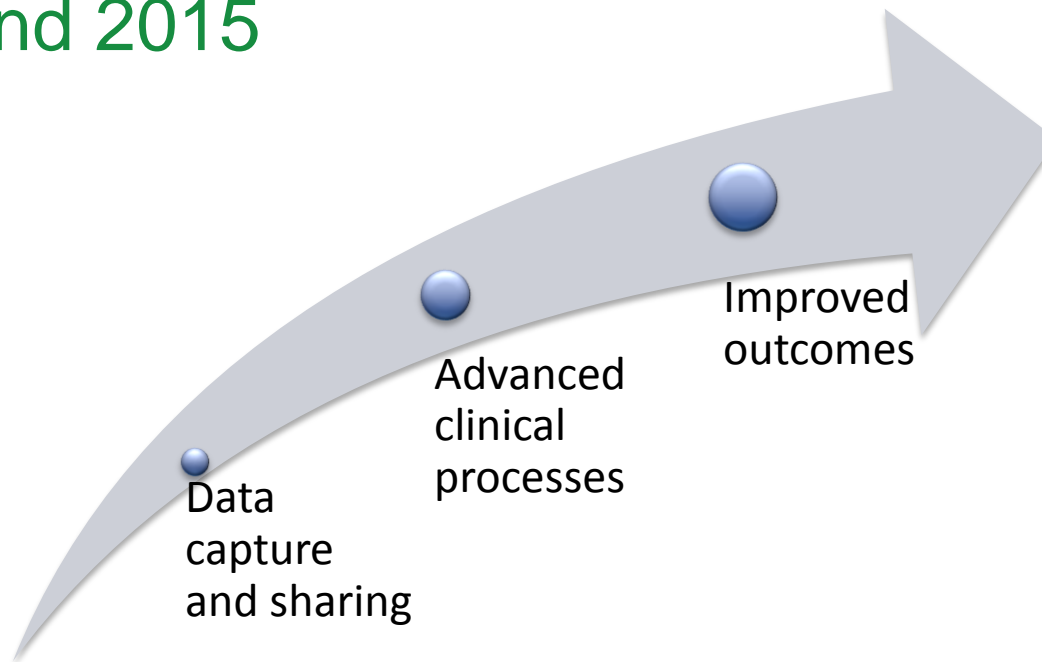 nd 2015
Improved
outcomes
Advanced
clinical
processes
Data
capture
and sharing